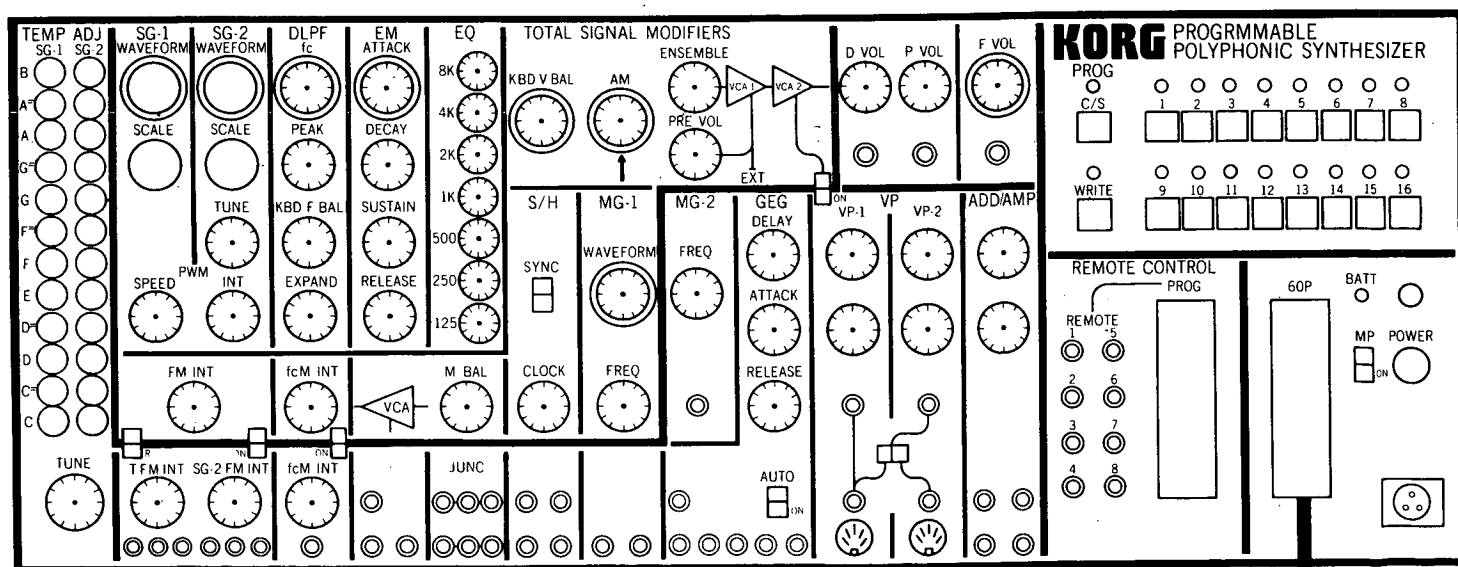 TEMP ADJ
SG-1 SG-2
B
A=
A
G=
G
F=
F
E
D=
D
C=
C
TUNE
SG-1
WAVEFORM
SCALE
SPEED
SG-2
WAVEFORM
SCALE
TUNE
PWM
INT
DLPF
fc
PEAK
KBD F BAL
EXPAND
EM
ATTACK
DECAY
SUSTAIN
RELEASE
EQ
8K
4K
2K
1K
500
250
125
FM INT
fcM INT
VCA
M BAL
ON
ON
T FM INT
SG-2 FM INT
fcM INT
JUNC
TOTAL SIGNAL MODIFIERS
KBD V BAL
AM
ENSEMBLE
PRE VOL
VCA 1
VCA 2
EXT
ON
D VOL
P VOL
F VOL
S/H
SYNC
CLOCK
MG-1
WAVEFORM
FREQ
MG-2
FREQ
GEG
DELAY
ATTACK
RELEASE
AUTO
ON
VP
VP-1
VP-2
ADD/AMP
KORG PROGRMMABLE
POLYPHONIC SYNTHESIZER
PROG
C/S
1 2 3 4 5 6 7 8
WRITE
9 10 11 12 13 14 15 16
REMOTE CONTROL
PROG
REMOTE
1 5
2 6
3 7
4 8
60P
BATT
MP
ON
POWER